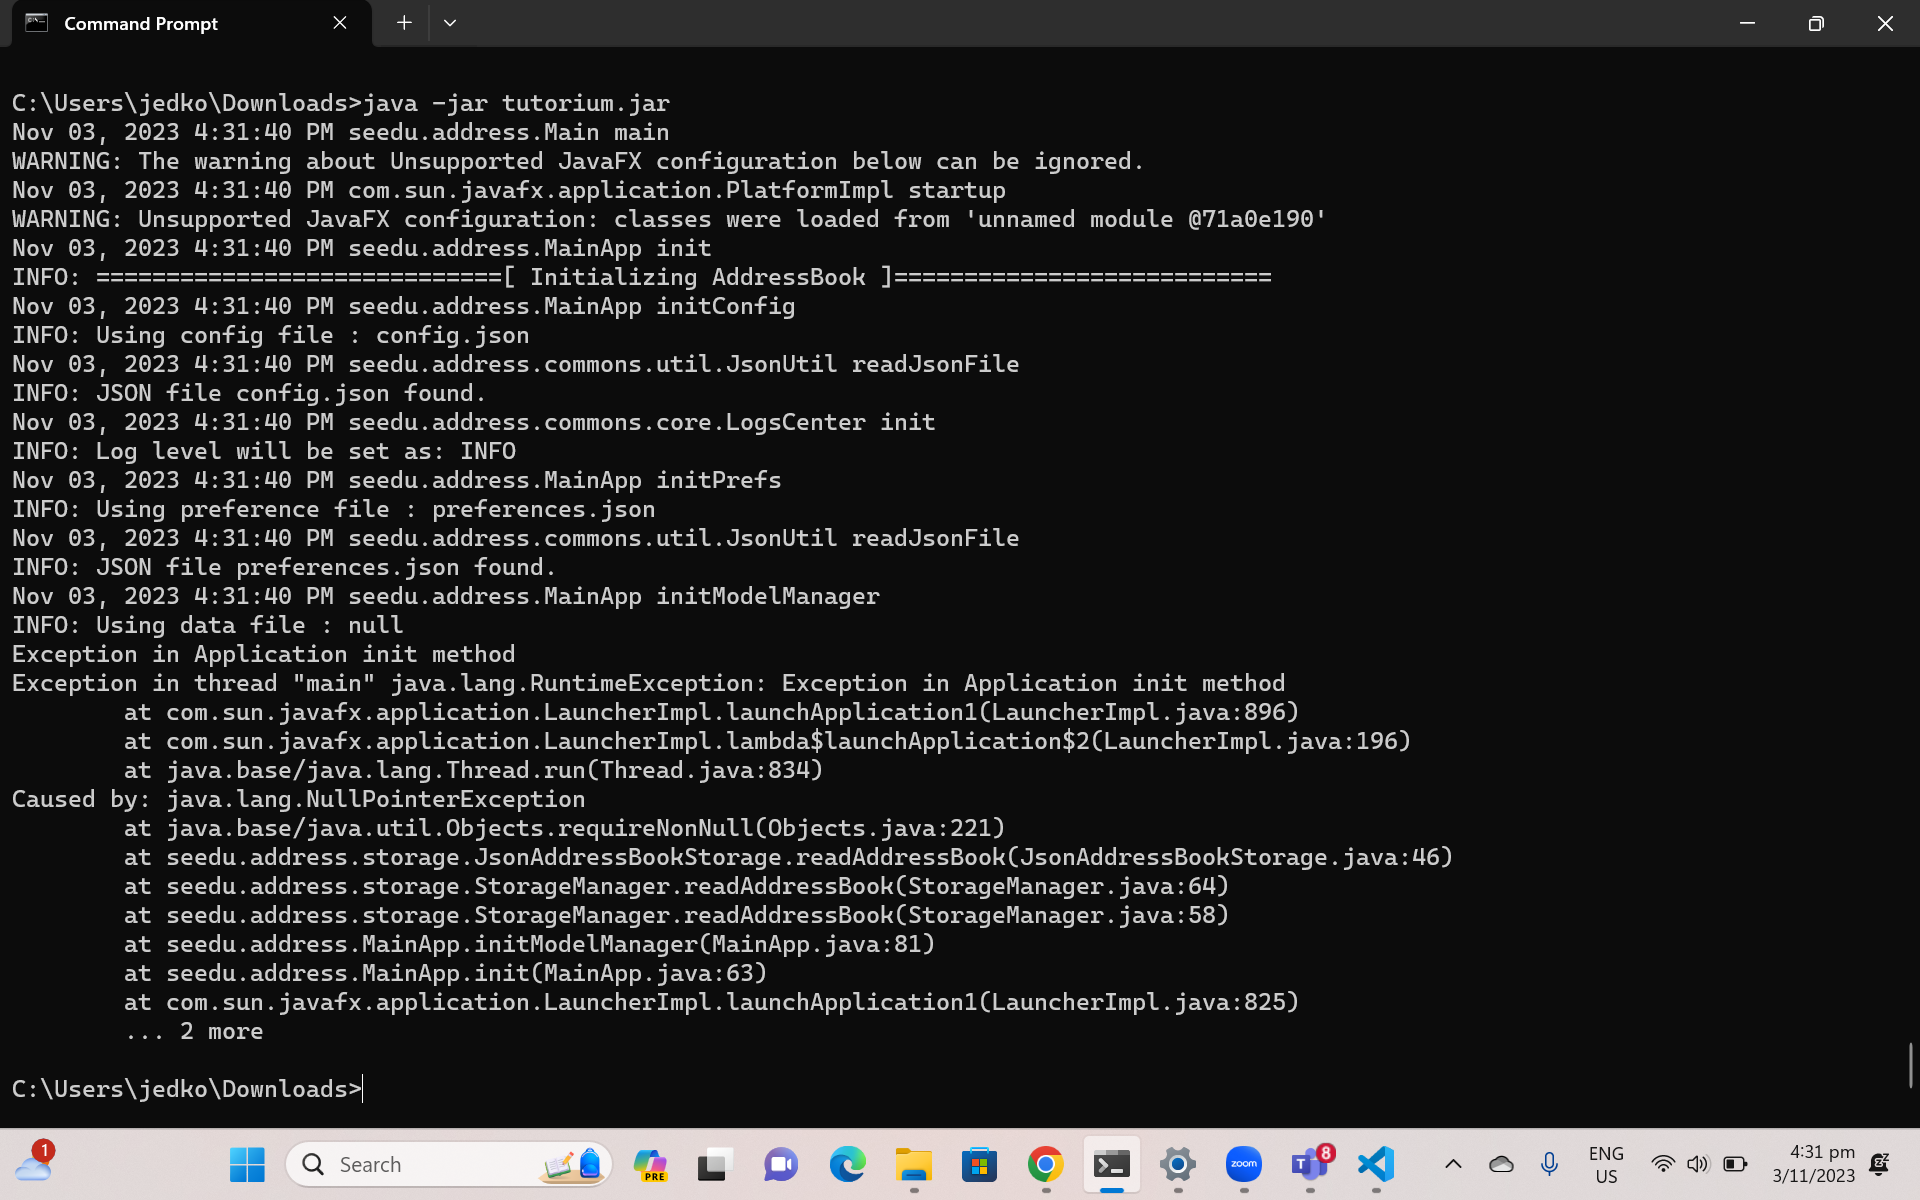 Command Prompt
C:\Users\jedko\Downloads>java -jar tutorium.jar
Nov 03, 2023 4:31:40 PM seedu.address.Main main
WARNING: The warning about Unsupported JavaFX configuration below can be ignored.
Nov 03, 2023 4:31:40 PM com.sun.javafx.application.PlatformImpl startup
WARNING: Unsupported JavaFX configuration: classes were loaded from 'unnamed module @71a0e190'
Nov 03, 2023 4:31:40 PM seedu.address.MainApp init
INFO: =============================[ Initializing AddressBook ]===========================
Nov 03, 2023 4:31:40 PM seedu.address.MainApp initConfig
INFO: Using config file : config.json
Nov 03, 2023 4:31:40 PM seedu.address.commons.util.JsonUtil readJsonFile
INFO: JSON file config.json found.
Nov 03, 2023 4:31:40 PM seedu.address.commons.core.LogsCenter init
INFO: Log level will be set as: INFO
Nov 03, 2023 4:31:40 PM seedu.address.MainApp initPrefs
INFO: Using preference file : preferences.json
Nov 03, 2023 4:31:40 PM seedu.address.commons.util.JsonUtil readJsonFile
INFO: JSON file preferences.json found.
Nov 03, 2023 4:31:40 PM seedu.address.MainApp initModelManager
INFO: Using data file : null
Exception in Application init method
Exception in thread "main" java.lang.RuntimeException: Exception in Application init method
        at com.sun.javafx.application.LauncherImpl.launchApplication1(LauncherImpl.java:896)
        at com.sun.javafx.application.LauncherImpl.lambda$launchApplication$2(LauncherImpl.java:196)
        at java.base/java.lang.Thread.run(Thread.java:834)
Caused by: java.lang.NullPointerException
        at java.base/java.util.Objects.requireNonNull(Objects.java:221)
        at seedu.address.storage.JsonAddressBookStorage.readAddressBook(JsonAddressBookStorage.java:46)
        at seedu.address.storage.StorageManager.readAddressBook(StorageManager.java:64)
        at seedu.address.storage.StorageManager.readAddressBook(StorageManager.java:58)
        at seedu.address.MainApp.initModelManager(MainApp.java:81)
        at seedu.address.MainApp.init(MainApp.java:63)
        at com.sun.javafx.application.LauncherImpl.launchApplication1(LauncherImpl.java:825)
        ... 2 more
C:\Users\jedko\Downloads>
1
Search
PRE
zoom
T
8
ENG
US
4:31 pm
3/11/2023